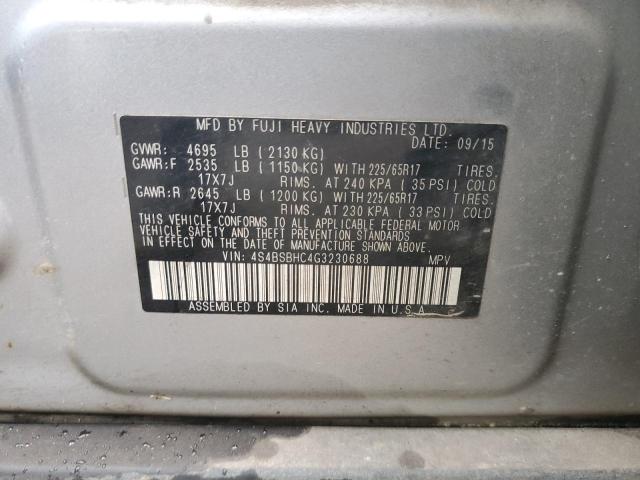 MFD BY FUJI HEAVY INDUSTRIES LTD.
DATE: 09/15
GVWR: 4695 LB ( 2130 KG)
GAWR:F 2535 LB ( 1150 KG) WITH 225/65R17 TIRES.
17X7J RIMS. AT 240 KPA ( 35 PSI) COLD
GAWR:R 2645 LB ( 1200 KG) WITH 225/65R17 TIRES.
17X7J RIMS. AT 230 KPA ( 33 PSI) COLD
THIS VEHICLE CONFORMS TO ALL APPLICABLE FEDERAL MOTOR
VEHICLE SAFETY, BUMPER, AND THEFT PREVENTION STANDARDS
IN EFFECT ON THE DATE OF MANUFACTURE SHOWN ABOVE.
VIN: 4S4BSBHC4G3230688 MPV
ASSEMBLED BY SIA INC. MADE IN U.S.A